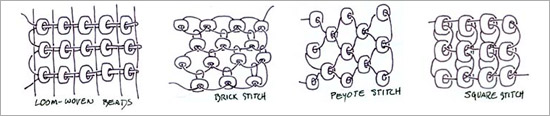 LOOM-WOVEN BEADS
BRICK STITCH
PEYOTE STITCH
SQUARE STITCH